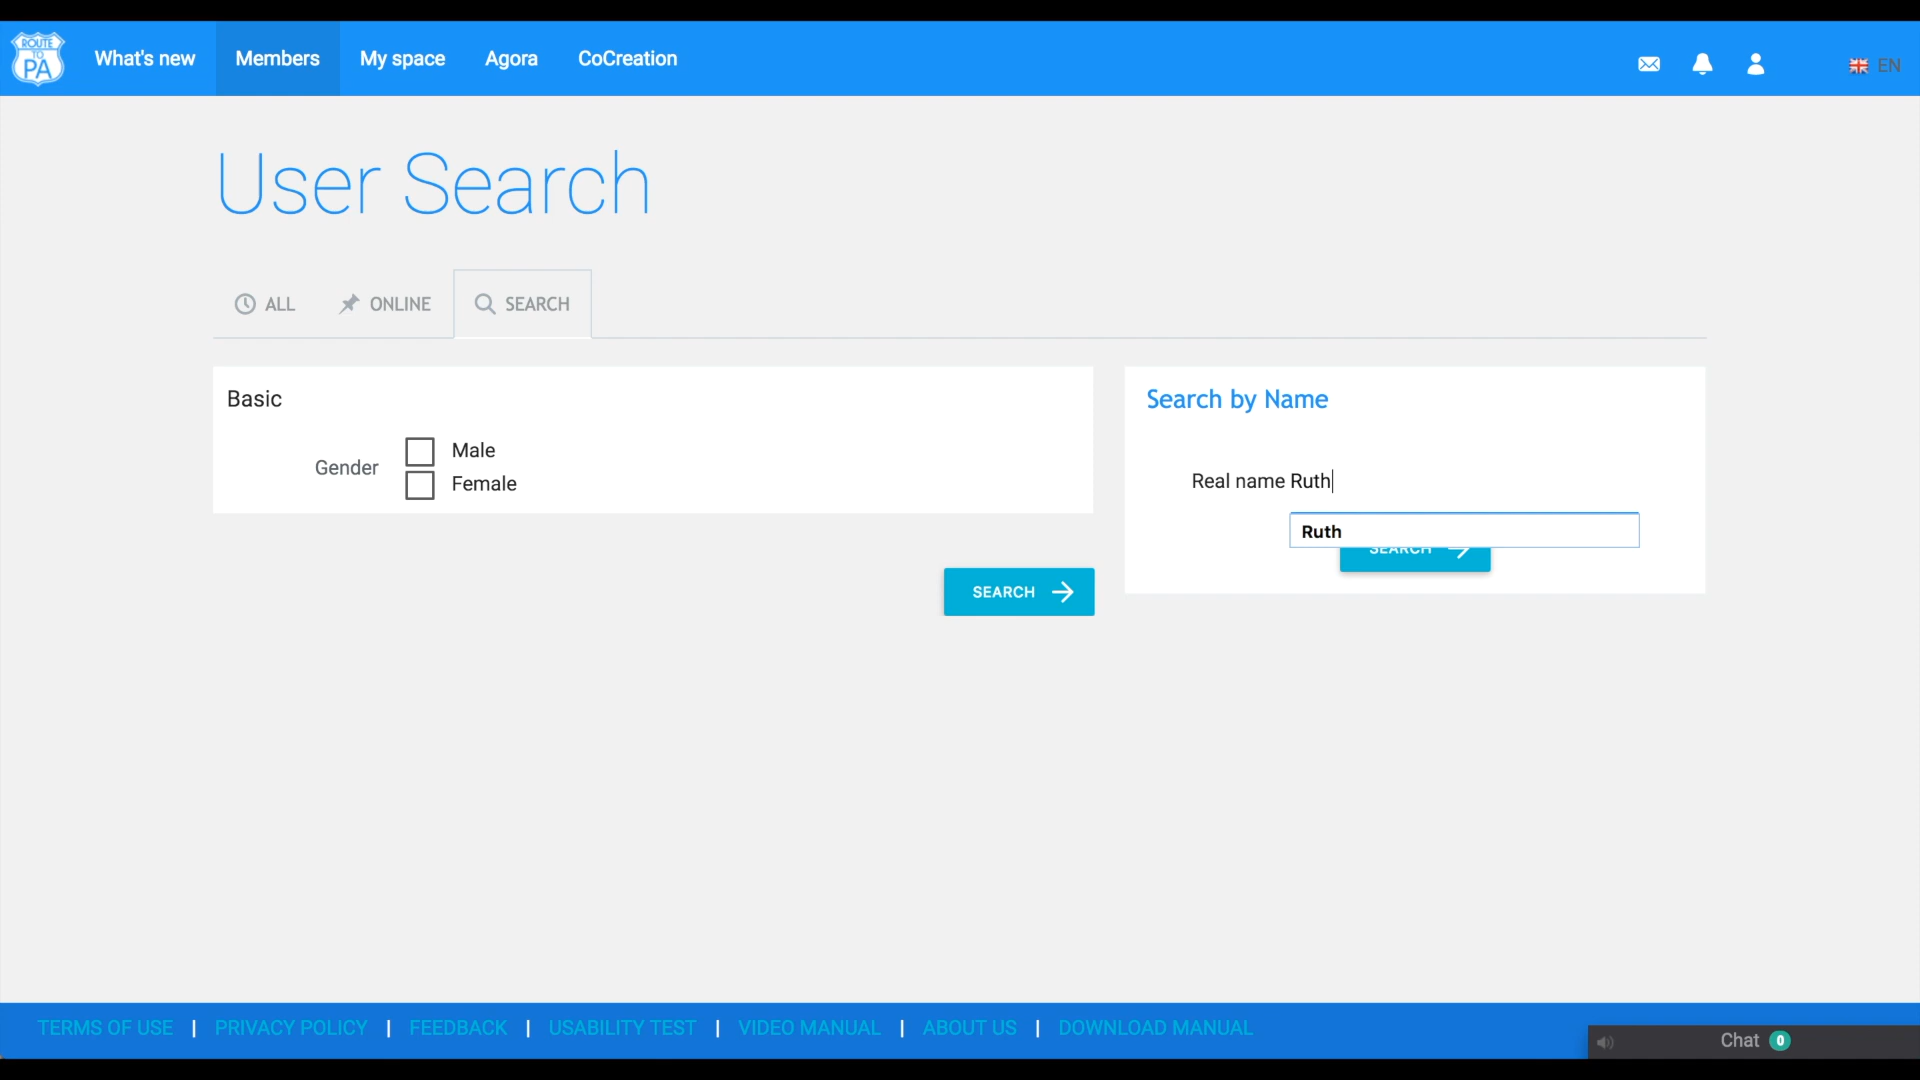 ROUTE
TO
PA
What's new
Members
My space
Agora
CoCreation
EN
User Search
ALL
ONLINE
SEARCH
Basic
Gender
Male
Female
SEARCH
Search by Name
Real name Ruth
Ruth
SEARCH
TERMS OF USE | PRIVACY POLICY | FEEDBACK | USABILITY TEST | VIDEO MANUAL | ABOUT US | DOWNLOAD MANUAL
Chat 0